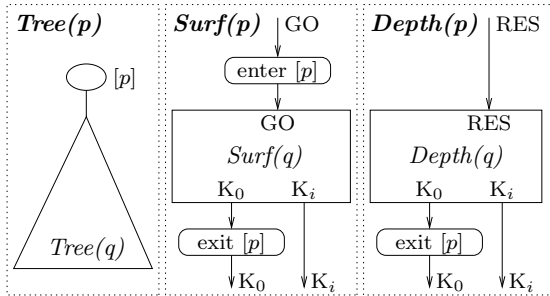 Tree(p)
[p]
Tree(q)
Surf(p)
GO
enter [p]
GO
Surf(q)
K₀ Kᵢ
exit [p]
K₀ Kᵢ
Depth(p)
RES
RES
Depth(q)
K₀ Kᵢ
exit [p]
K₀ Kᵢ